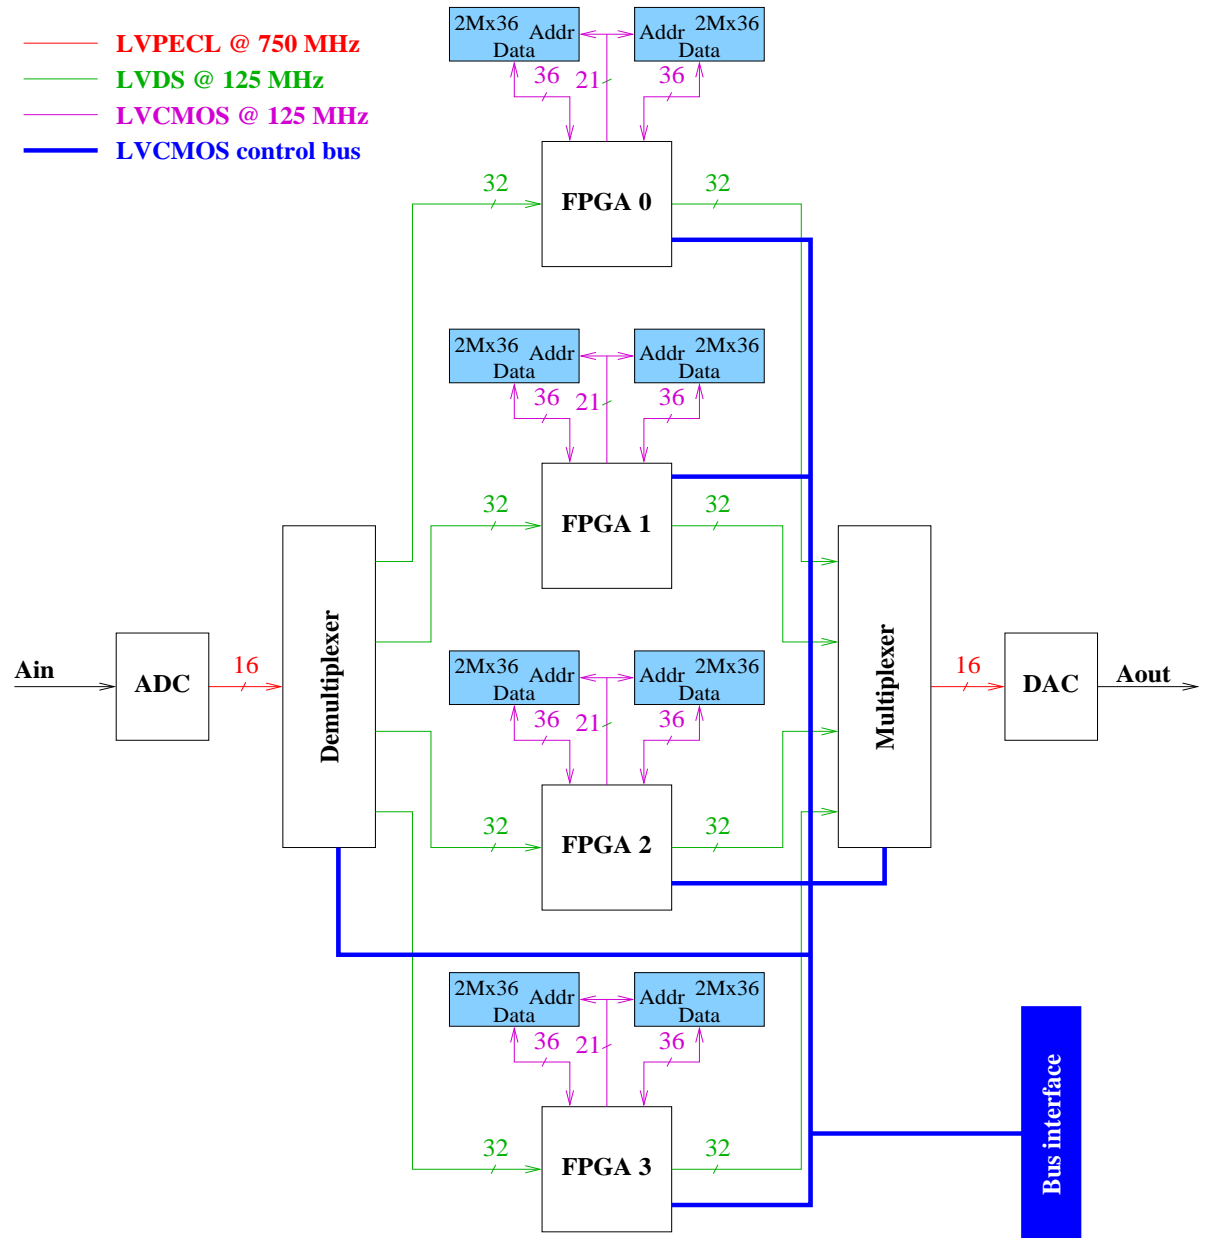 LVPECL @ 750 MHz
LVDS @ 125 MHz
LVCMOS @ 125 MHz
LVCMOS control bus
2Mx36 Addr Data
Addr 2Mx36 Data
36 21 36
32 FPGA 0 32
2Mx36 Addr Data
Addr 2Mx36 Data
36 21 36
32 FPGA 1 32
Ain
ADC
16
Demultiplexer
2Mx36 Addr Data
Addr 2Mx36 Data
36 21 36
32 FPGA 2 32
Multiplexer
16
DAC
Aout
2Mx36 Addr Data
Addr 2Mx36 Data
36 21 36
32 FPGA 3 32
Bus interface